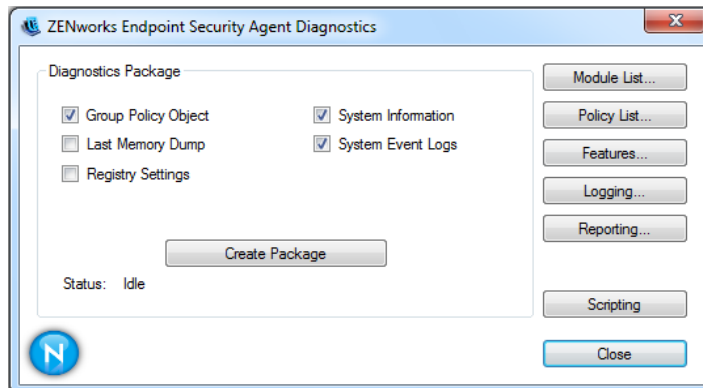 ZENworks Endpoint Security Agent Diagnostics
Diagnostics Package
Group Policy Object
System Information
Last Memory Dump
System Event Logs
Registry Settings
Create Package
Status: Idle
Module List...
Policy List...
Features...
Logging...
Reporting...
Scripting
Close
N